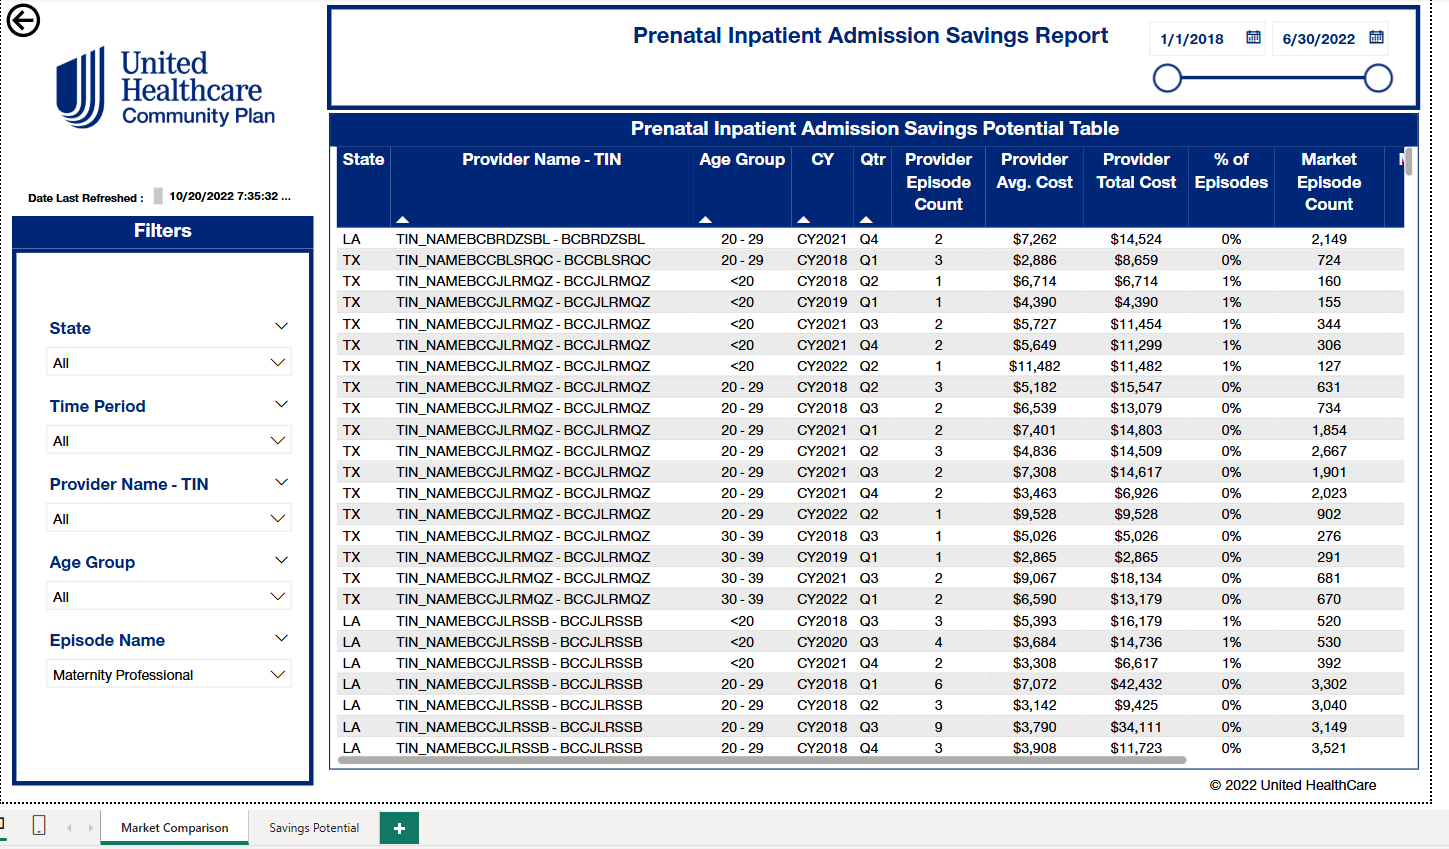 United
Healthcare
Community Plan
Date Last Refreshed : 10/20/2022 7:35:32 ...
Filters
State
All
Time Period
All
Provider Name - TIN
All
Age Group
All
Episode Name
Maternity Professional
Prenatal Inpatient Admission Savings Report
1/1/2018 6/30/2022
Prenatal Inpatient Admission Savings Potential Table
State Provider Name - TIN Age Group CY Qtr Provider Episode Count Provider Avg. Cost Provider Total Cost % of Episodes Market Episode Count
LA TIN_NAMEBCBRDZSBL - BCBRDZSBL 20 - 29 CY2021 Q4 2 $7,262 $14,524 0% 2,149
TX TIN_NAMEBCCBLSRQC - BCCBLSRQC 20 - 29 CY2018 Q1 3 $2,886 $8,659 0% 724
TX TIN_NAMEBCCJLRMQZ - BCCJLRMQZ <20 CY2018 Q2 1 $6,714 $6,714 1% 160
TX TIN_NAMEBCCJLRMQZ - BCCJLRMQZ <20 CY2019 Q1 1 $4,390 $4,390 1% 155
TX TIN_NAMEBCCJLRMQZ - BCCJLRMQZ <20 CY2021 Q3 2 $5,727 $11,454 1% 344
TX TIN_NAMEBCCJLRMQZ - BCCJLRMQZ <20 CY2021 Q4 2 $5,649 $11,299 1% 306
TX TIN_NAMEBCCJLRMQZ - BCCJLRMQZ <20 CY2022 Q2 1 $11,482 $11,482 1% 127
TX TIN_NAMEBCCJLRMQZ - BCCJLRMQZ 20 - 29 CY2018 Q2 3 $5,182 $15,547 0% 631
TX TIN_NAMEBCCJLRMQZ - BCCJLRMQZ 20 - 29 CY2018 Q3 2 $6,539 $13,079 0% 734
TX TIN_NAMEBCCJLRMQZ - BCCJLRMQZ 20 - 29 CY2021 Q1 2 $7,401 $14,803 0% 1,854
TX TIN_NAMEBCCJLRMQZ - BCCJLRMQZ 20 - 29 CY2021 Q2 3 $4,836 $14,509 0% 2,667
TX TIN_NAMEBCCJLRMQZ - BCCJLRMQZ 20 - 29 CY2021 Q3 2 $7,308 $14,617 0% 1,901
TX TIN_NAMEBCCJLRMQZ - BCCJLRMQZ 20 - 29 CY2021 Q4 2 $3,463 $6,926 0% 2,023
TX TIN_NAMEBCCJLRMQZ - BCCJLRMQZ 20 - 29 CY2022 Q2 1 $9,528 $9,528 0% 902
TX TIN_NAMEBCCJLRMQZ - BCCJLRMQZ 30 - 39 CY2018 Q3 1 $5,026 $5,026 0% 276
TX TIN_NAMEBCCJLRMQZ - BCCJLRMQZ 30 - 39 CY2019 Q1 1 $2,865 $2,865 0% 291
TX TIN_NAMEBCCJLRMQZ - BCCJLRMQZ 30 - 39 CY2021 Q3 2 $9,067 $18,134 0% 681
TX TIN_NAMEBCCJLRMQZ - BCCJLRMQZ 30 - 39 CY2022 Q1 2 $6,590 $13,179 0% 670
LA TIN_NAMEBCCJLRSSB - BCCJLRSSB <20 CY2018 Q3 3 $5,393 $16,179 1% 520
LA TIN_NAMEBCCJLRSSB - BCCJLRSSB <20 CY2020 Q3 4 $3,684 $14,736 1% 530
LA TIN_NAMEBCCJLRSSB - BCCJLRSSB <20 CY2021 Q4 2 $3,308 $6,617 1% 392
LA TIN_NAMEBCCJLRSSB - BCCJLRSSB 20 - 29 CY2018 Q1 6 $7,072 $42,432 0% 3,302
LA TIN_NAMEBCCJLRSSB - BCCJLRSSB 20 - 29 CY2018 Q2 3 $3,142 $9,425 0% 3,040
LA TIN_NAMEBCCJLRSSB - BCCJLRSSB 20 - 29 CY2018 Q3 9 $3,790 $34,111 0% 3,149
LA TIN_NAMEBCCJLRSSB - BCCJLRSSB 20 - 29 CY2018 Q4 3 $3,908 $11,723 0% 3,521
© 2022 United HealthCare
Market Comparison Savings Potential